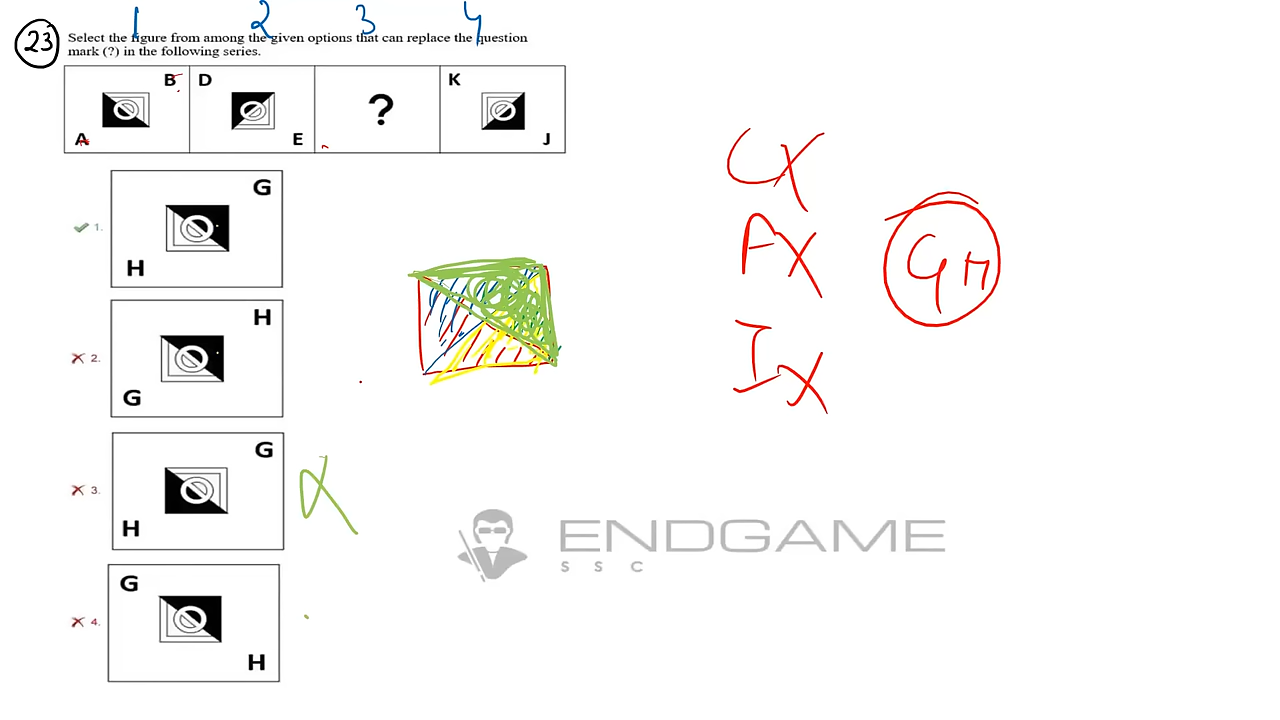 1 2 3 4
23
Select the figure from among the given options that can replace the question
mark (?) in the following series.
B D K
?
A E J
1.
G
H
2.
H
G
3.
G
H
4.
G
H
CX
AX
IX
GH
ENDGAME
SSC